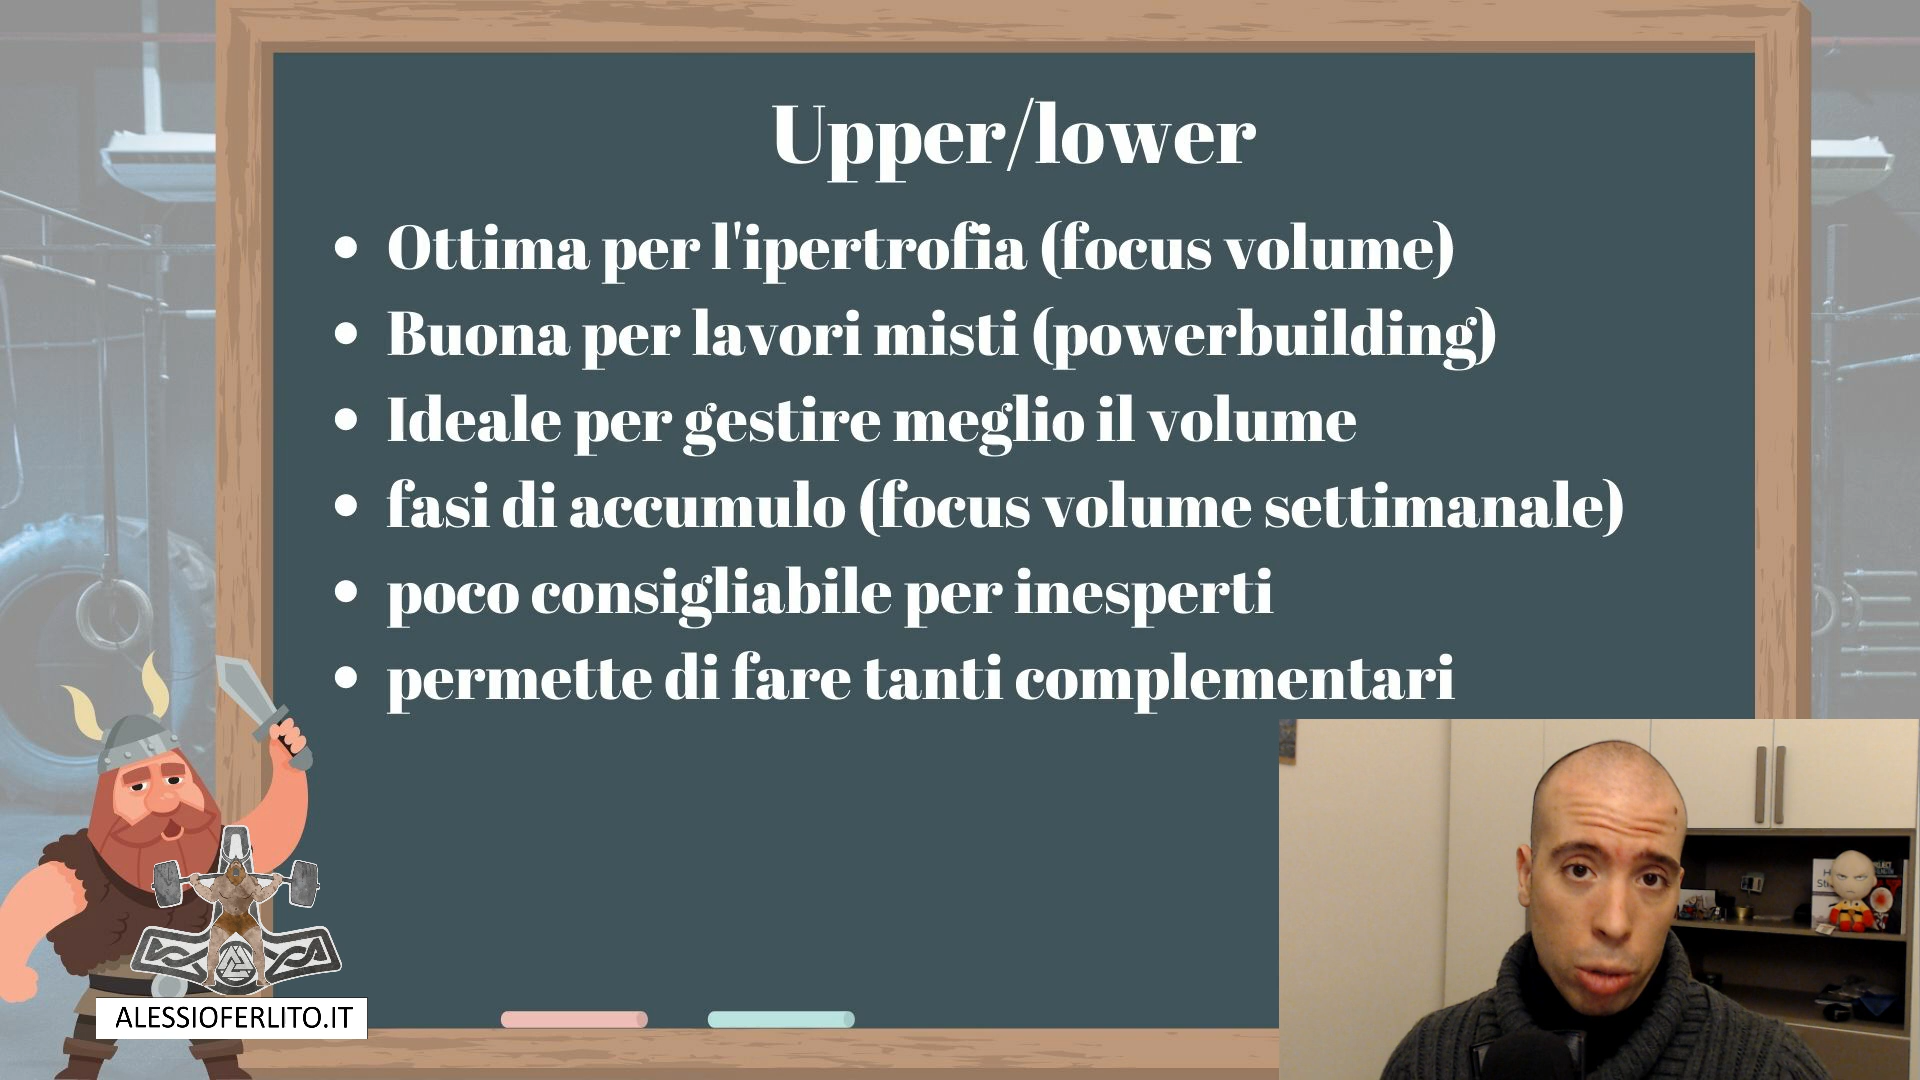 Upper/lower
Ottima per l'ipertrofia (focus volume)
Buona per lavori misti (powerbuilding)
Ideale per gestire meglio il volume
fasi di accumulo (focus volume settimanale)
poco consigliabile per inesperti
permette di fare tanti complementari
ALESSIOFERLITO.IT